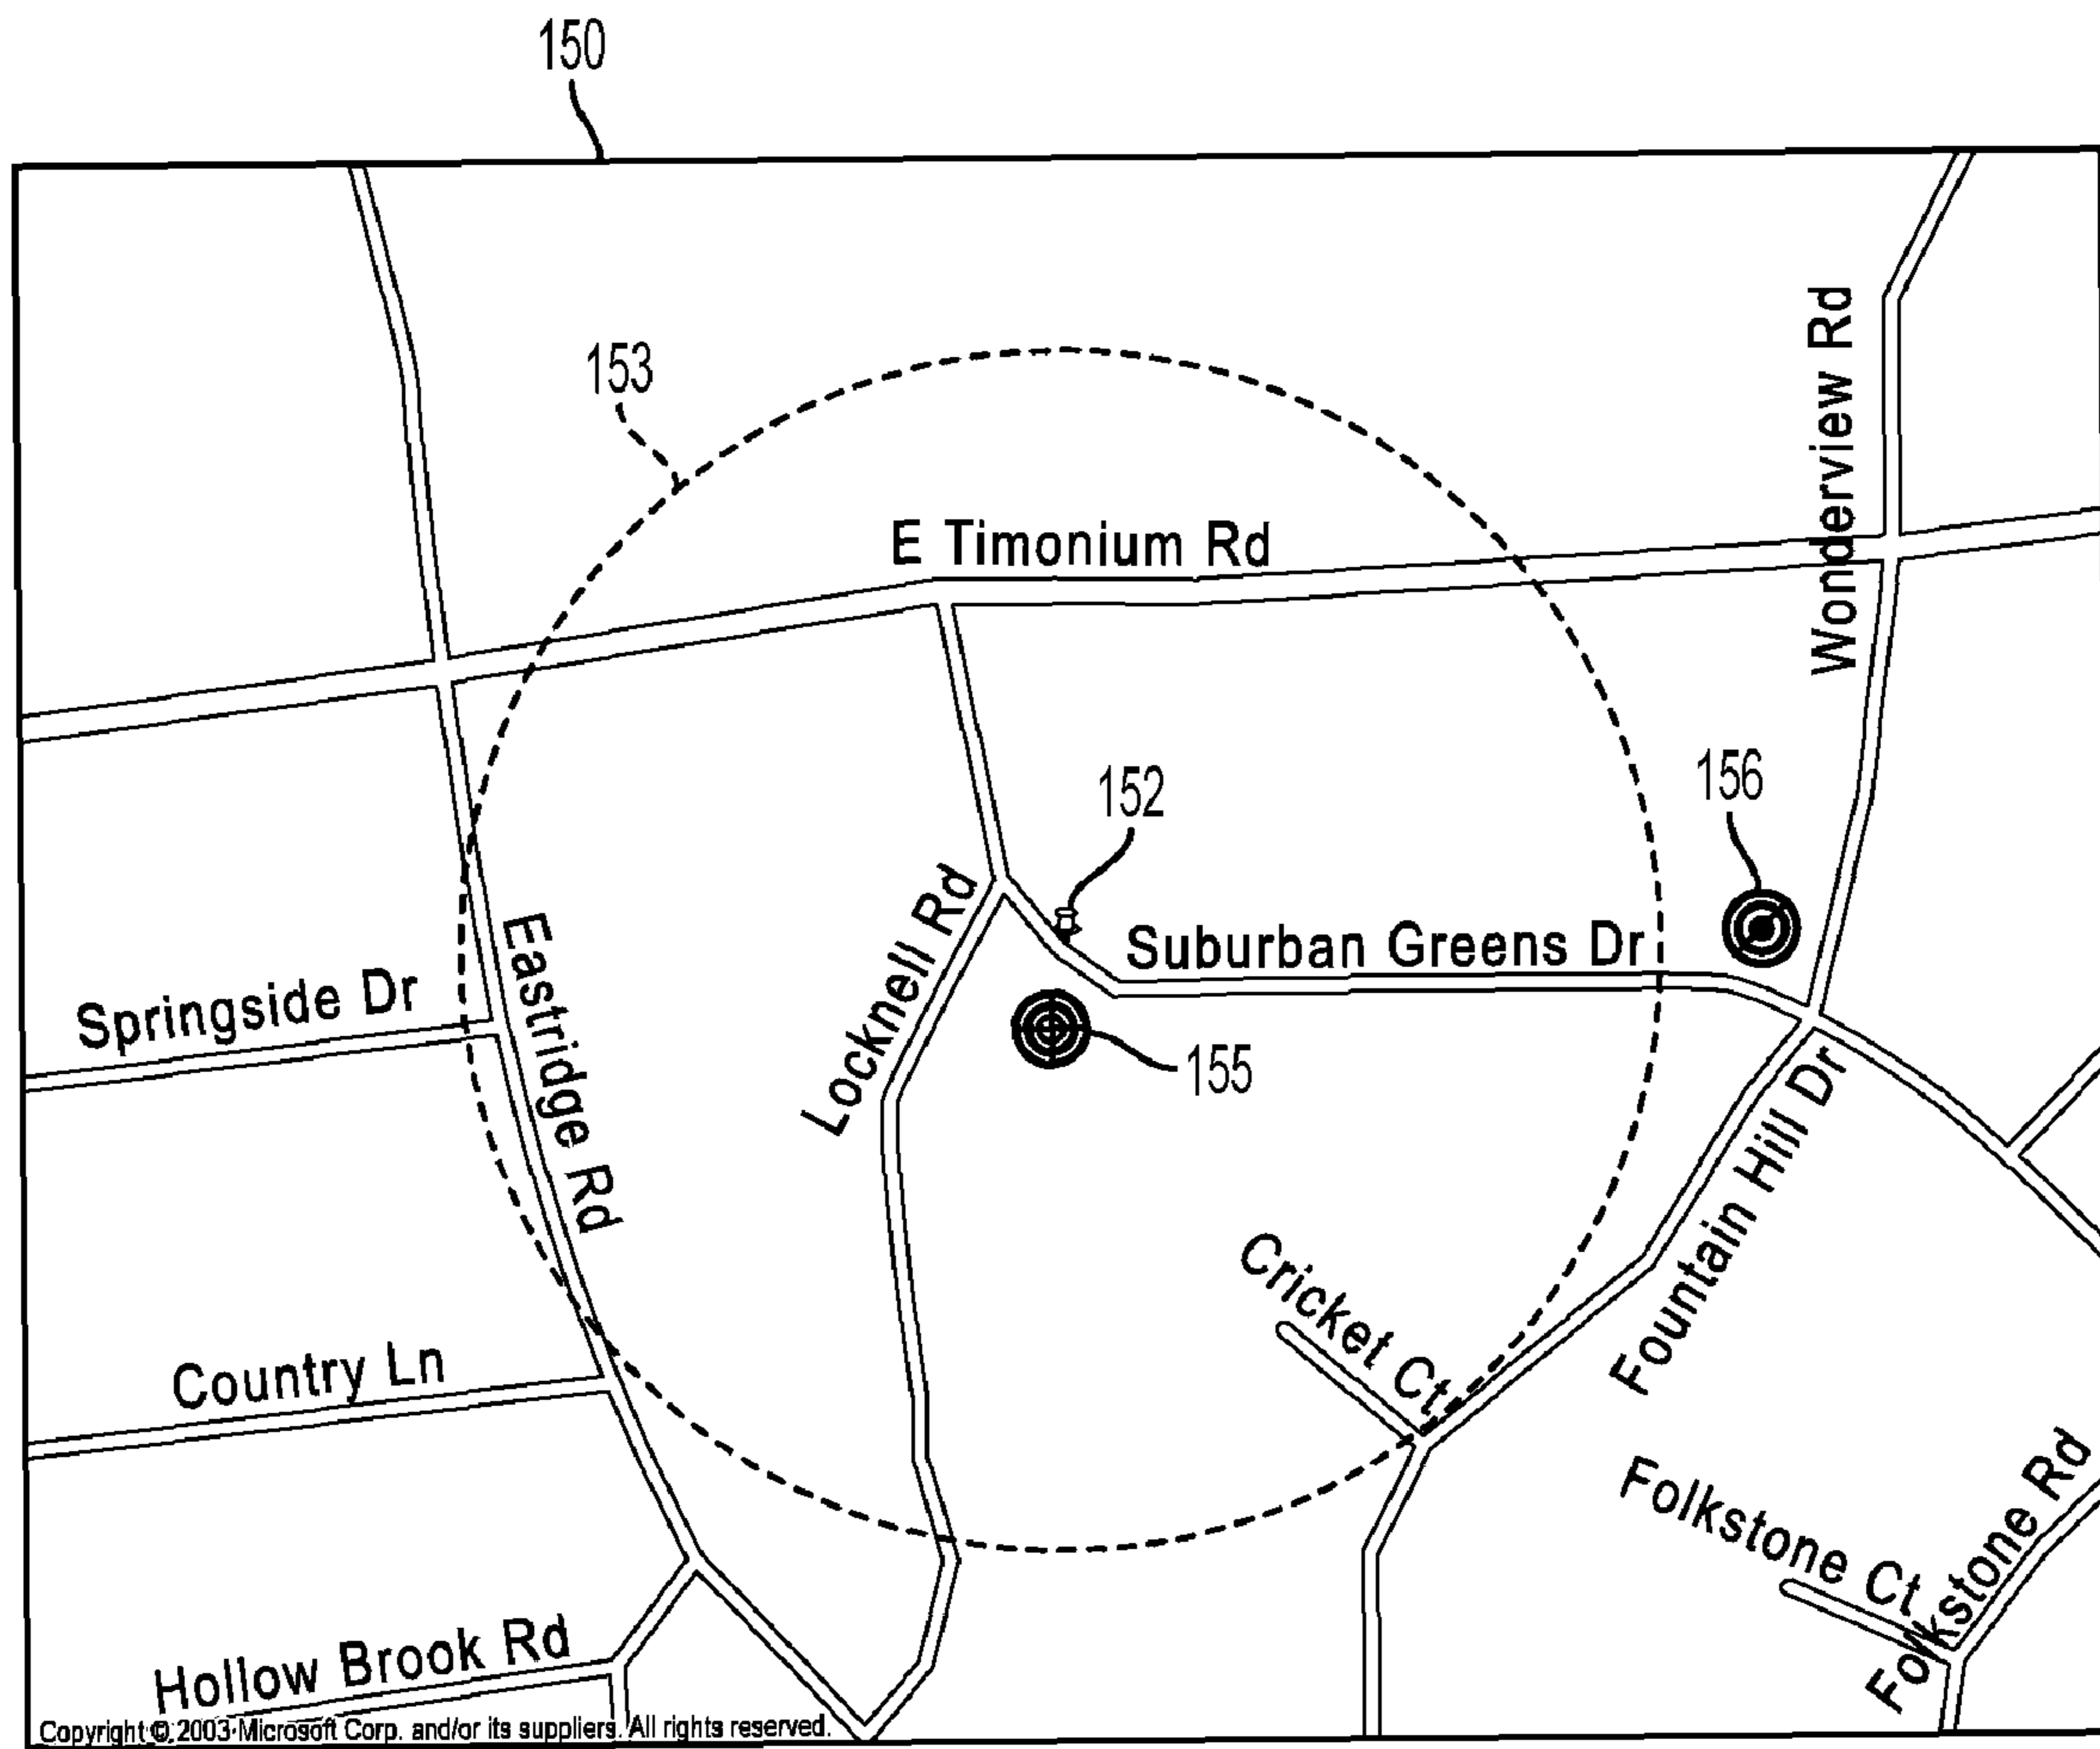 150
153
E Timonium Rd
Wonderview Rd
152
156
Locknell Rd
Suburban Greens Dr
Eastridge Rd
Springside Dr
155
Fountain Hill Dr
Cricket Ct
Country Ln
Folkstone Ct
Folkstone Rd
Hollow Brook Rd
Copyright © 2003 Microsoft Corp. and/or its suppliers. All rights reserved.